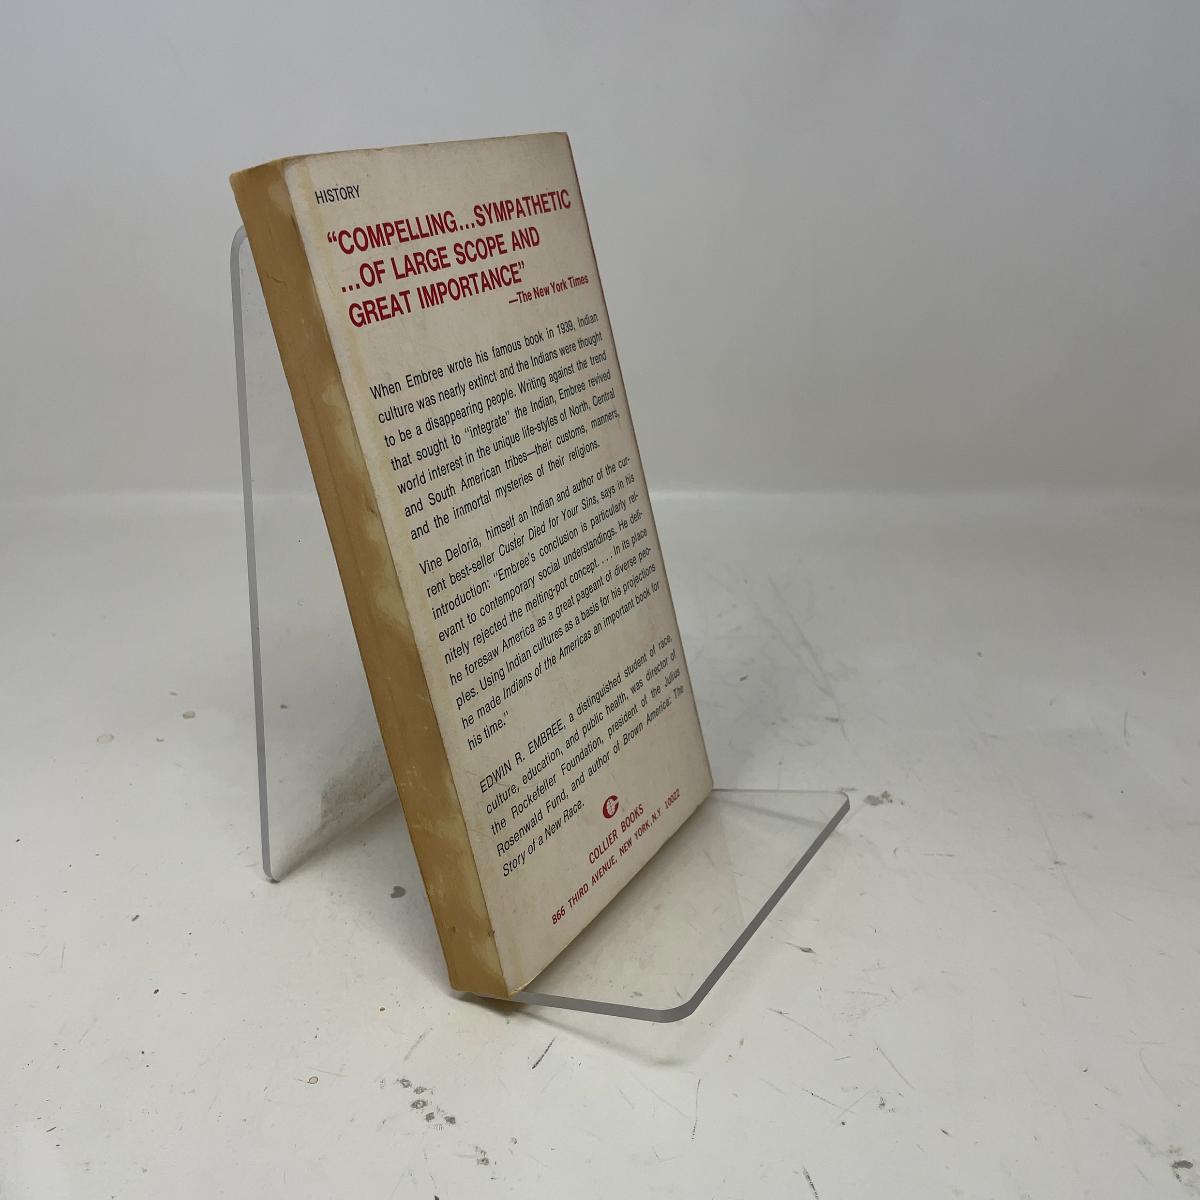 HISTORY
“COMPELLING...SYMPATHETIC
...OF LARGE SCOPE AND
GREAT IMPORTANCE”
—The New York Times
When Embree wrote his famous book in 1939, Indian
culture was nearly extinct and the Indians were thought
to be a disappearing people. Writing against the trend
that sought to “integrate” the Indian, Embree revived
world interest in the unique life-styles of North, Central
and South American tribes—their customs, manners,
and the immortal mysteries of their religions.
Vine Deloria, himself an Indian and author of the cur-
rent best-seller Custer Died for Your Sins, says in his
introduction: “Embree's conclusion is particularly rel-
evant to contemporary social understandings. He defi-
nitely rejected the melting-pot concept. . . . In its place
he foresaw America as a great pageant of diverse peo-
ples. Using Indian cultures as a basis for his projections
he made Indians of the Americas an important book for
his time.”
EDWIN R. EMBREE, a distinguished student of race,
culture, education, and public health, was director of
the Rockefeller Foundation, president of the Julius
Rosenwald Fund, and author of Brown America: The
Story of a New Race.
COLLIER BOOKS
866 THIRD AVENUE, NEW YORK, N.Y. 10022